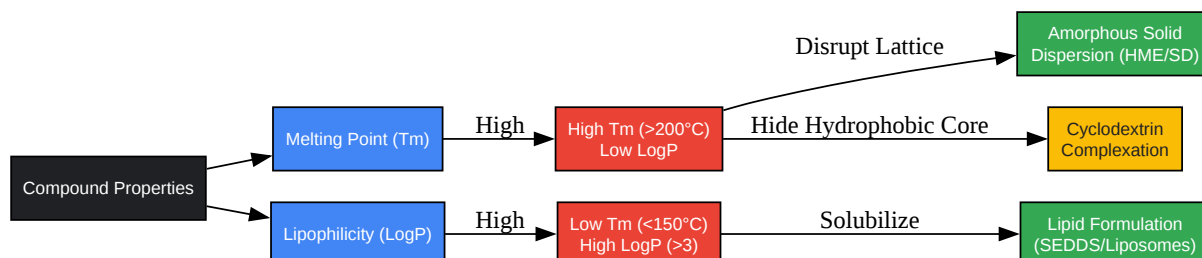 Compound Properties
Melting Point (Tm)
Lipophilicity (LogP)
High
High
High Tm (>200°C)
Low LogP
Low Tm (<150°C)
High LogP (>3)
Disrupt Lattice
Hide Hydrophobic Core
Solubilize
Amorphous Solid
Dispersion (HME/SD)
Cyclodextrin
Complexation
Lipid Formulation
(SEDDS/Liposomes)